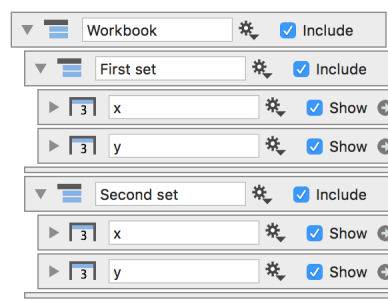 Workbook Include
First set Include
3 x Show
3 y Show
Second set Include
3 x Show
3 y Show